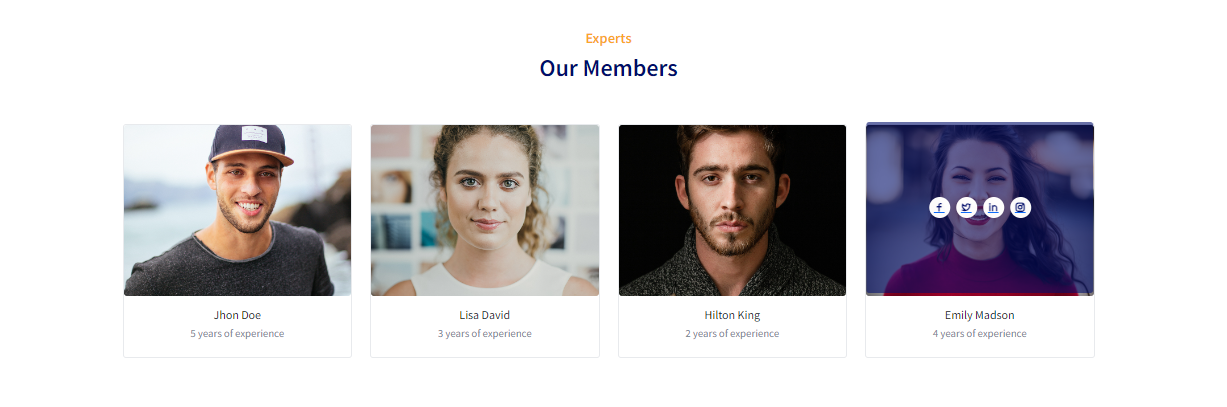 Experts
Our Members
Jhon Doe
5 years of experience
Lisa David
3 years of experience
Hilton King
2 years of experience
Emily Madson
4 years of experience